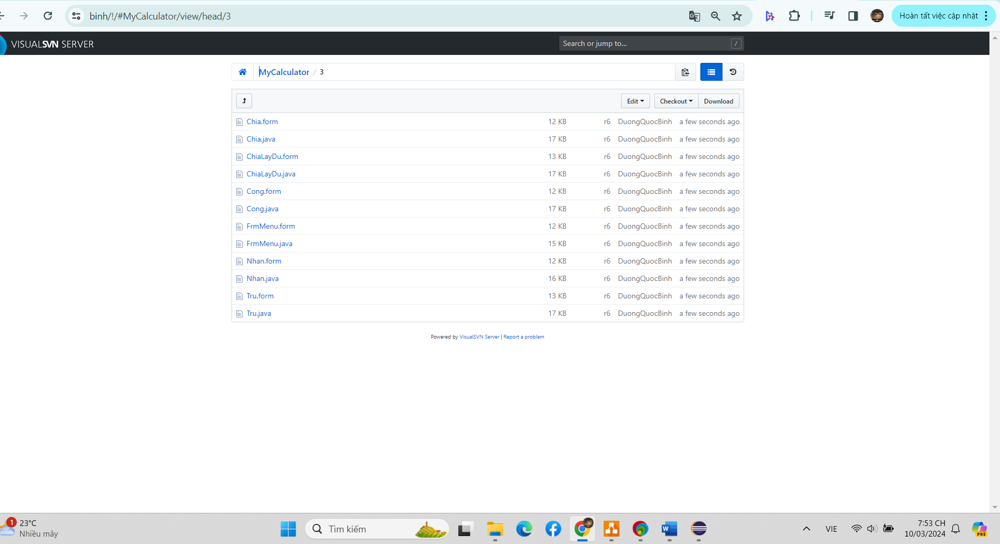 binh/!/#MyCalculator/view/head/3
Hoàn tất việc cập nhật
VISUALSVN SERVER
Search or jump to...
/
MyCalculator / 3
Edit
Checkout
Download
Chia.form 12 KB r6 DuongQuocBinh a few seconds ago
Chia.java 17 KB r6 DuongQuocBinh a few seconds ago
ChiaLayDu.form 13 KB r6 DuongQuocBinh a few seconds ago
ChiaLayDu.java 17 KB r6 DuongQuocBinh a few seconds ago
Cong.form 12 KB r6 DuongQuocBinh a few seconds ago
Cong.java 17 KB r6 DuongQuocBinh a few seconds ago
FrmMenu.form 12 KB r6 DuongQuocBinh a few seconds ago
FrmMenu.java 15 KB r6 DuongQuocBinh a few seconds ago
Nhan.form 12 KB r6 DuongQuocBinh a few seconds ago
Nhan.java 16 KB r6 DuongQuocBinh a few seconds ago
Tru.form 13 KB r6 DuongQuocBinh a few seconds ago
Tru.java 17 KB r6 DuongQuocBinh a few seconds ago
Powered by VisualSVN Server | Report a problem
1
23°C
Nhiều mây
Tìm kiếm
W
VIE
7:53 CH
10/03/2024
PRE